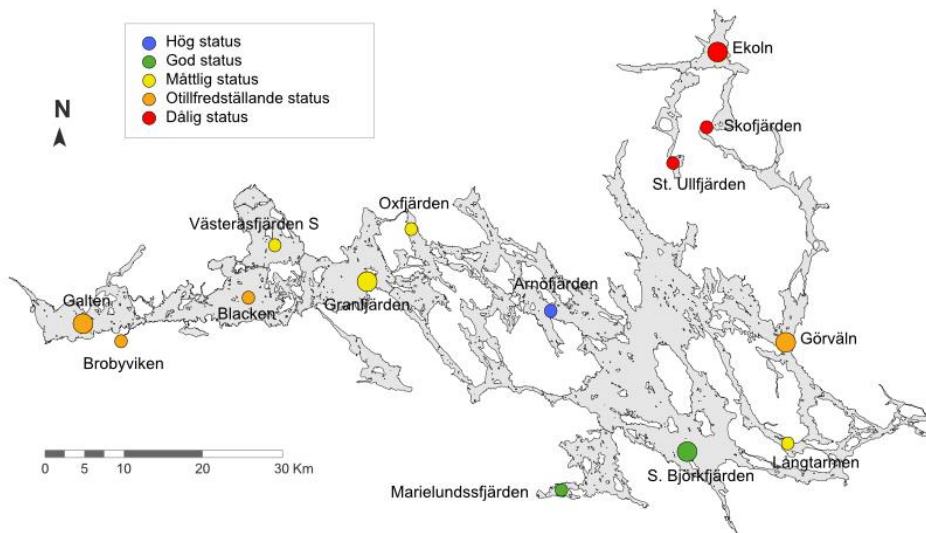 Hög status
God status
Måttlig status
Otillfredställande status
Dålig status
N
Ekoln
Skofjärden
St. Ullfjärden
Oxfjärden
Västeråsfjärden S
Arnöfjärden
Galten
Blacken
Granfjärden
Görväln
Brobyviken
0 5 10 20 30 Km
Långtarmen
S. Björkfjärden
Marielundssfjärden